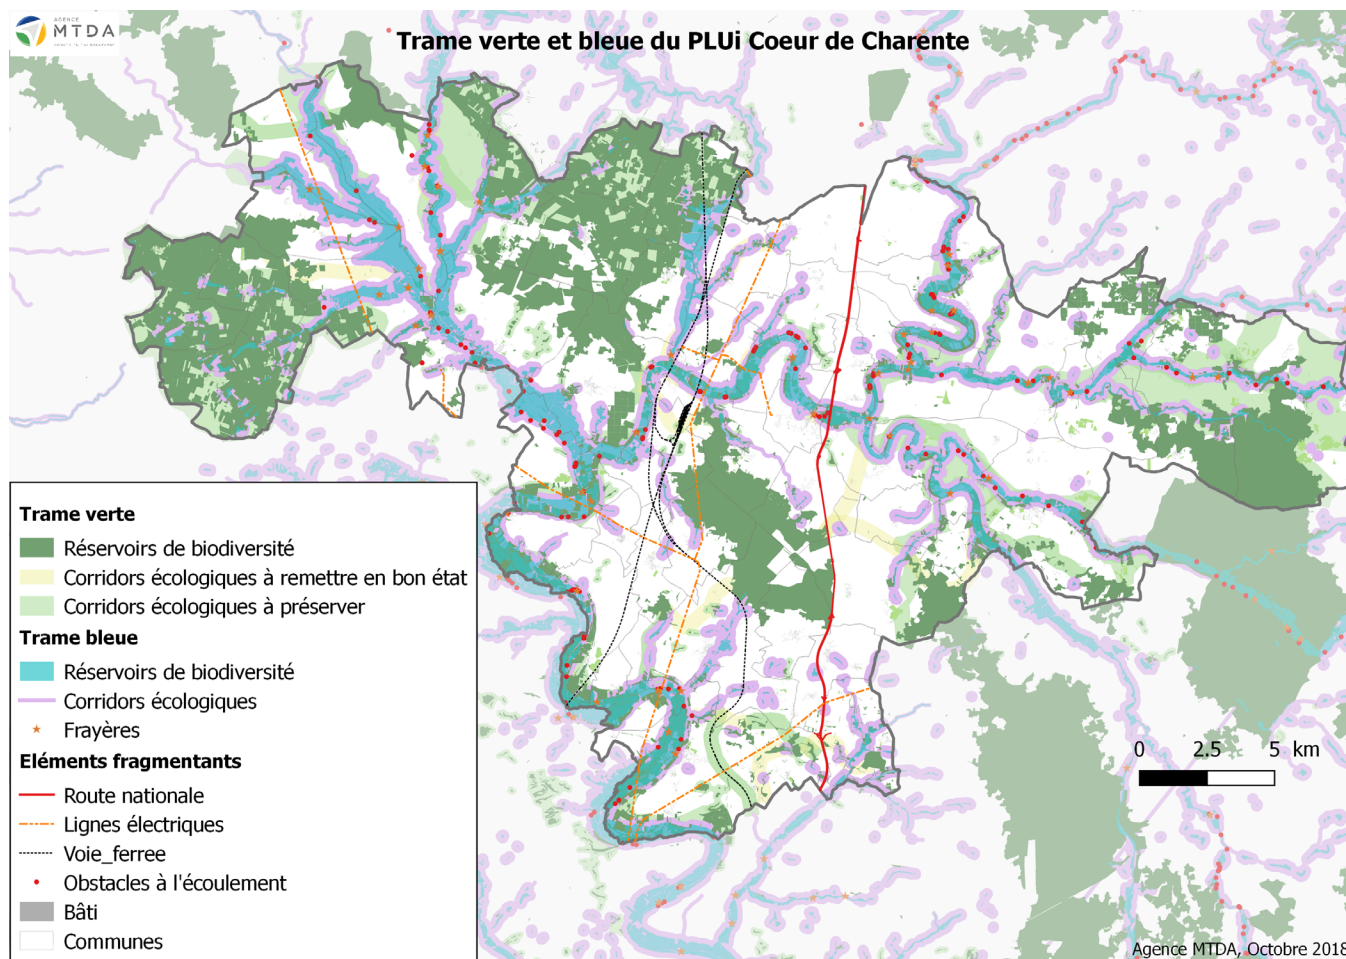 AGENCE
MTDA
Trame verte et bleue du PLUi Coeur de Charente
Trame verte
Réservoirs de biodiversité
Corridors écologiques à remettre en bon état
Corridors écologiques à préserver
Trame bleue
Réservoirs de biodiversité
Corridors écologiques
Frayères
Eléments fragmentants
Route nationale
Lignes électriques
Voie_ferree
Obstacles à l'écoulement
Bâti
Communes
0 2.5 5 km
Agence MTDA, Octobre 2018